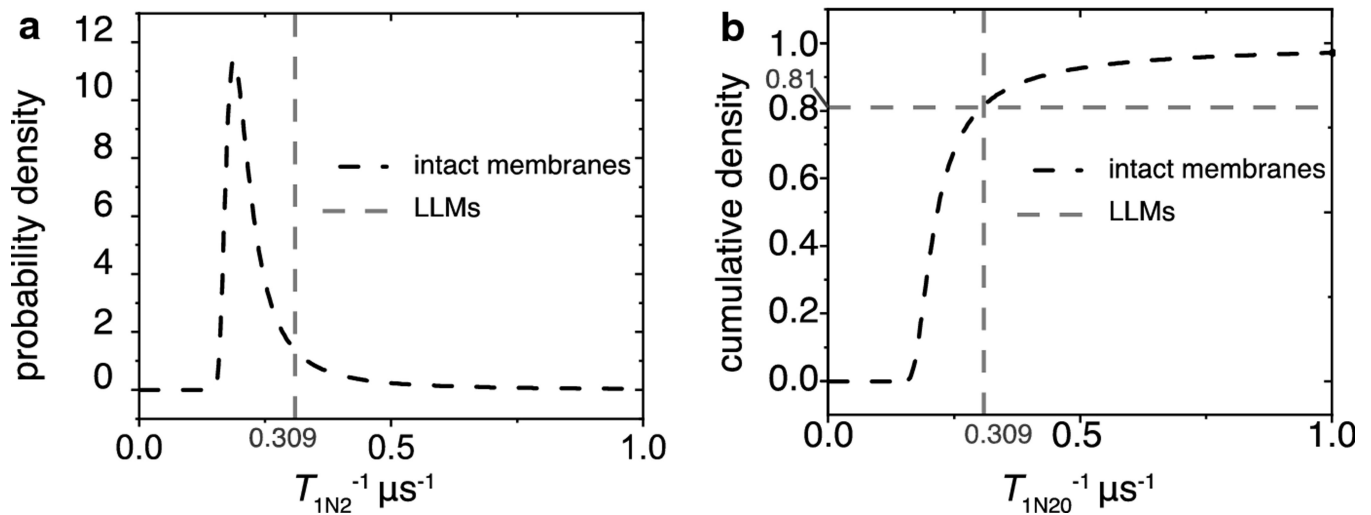 a
12
10
8
6
4
2
0
probability density
intact membranes
LLMs
0.0
0.309
0.5
1.0
T1N2-1 μs-1
b
1.0
0.81
0.8
0.6
0.4
0.2
0.0
cumulative density
intact membranes
LLMs
0.0
0.309
0.5
1.0
T1N20-1 μs-1